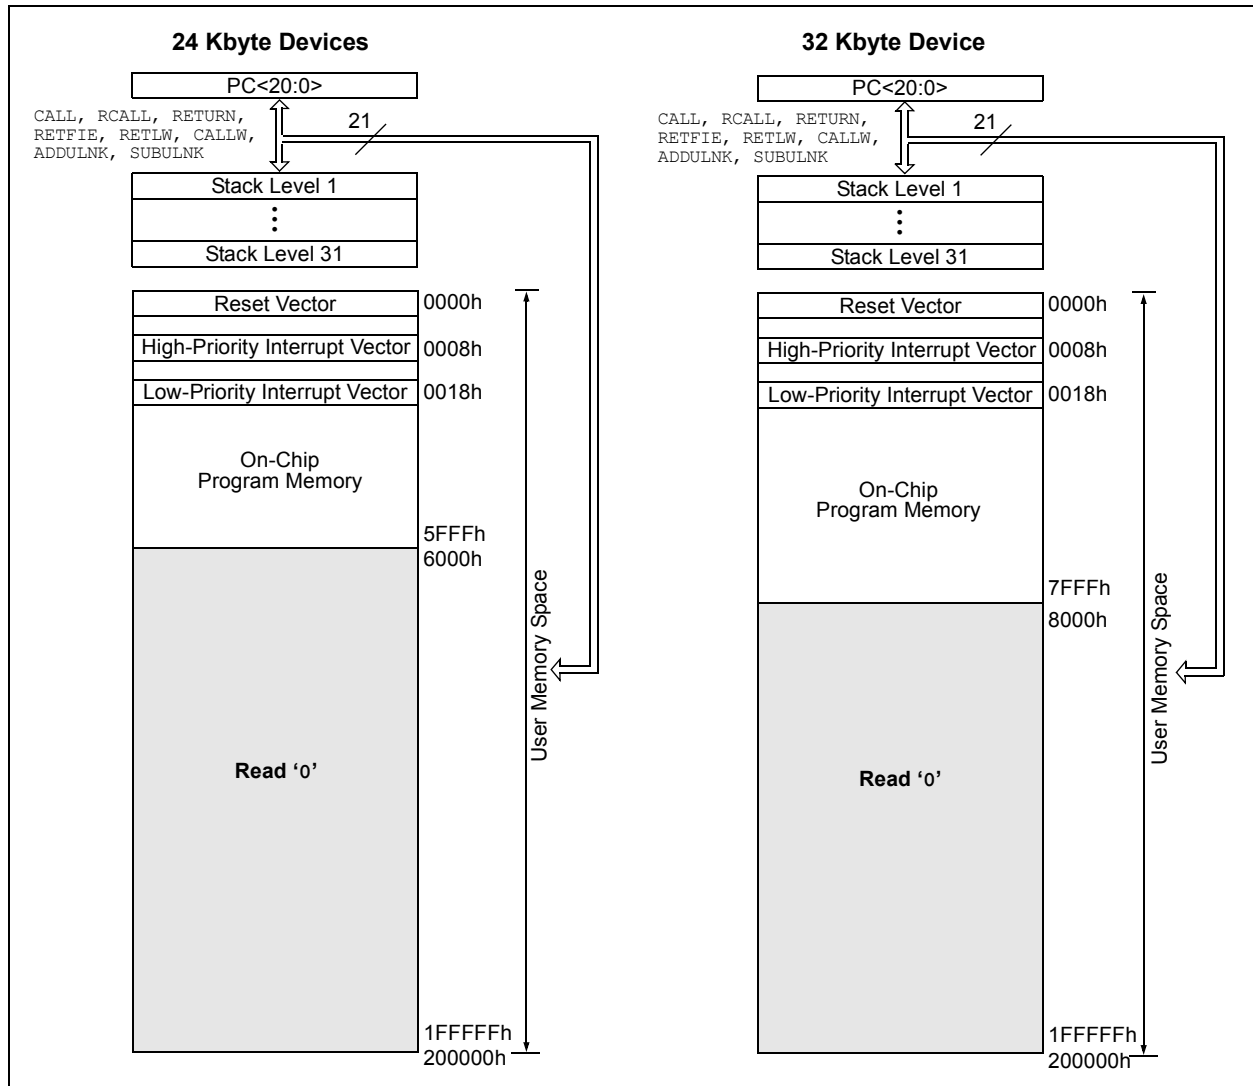 24 Kbyte Devices
PC<20:0>
CALL, RCALL, RETURN,
RETFIE, RETLW, CALLW,
ADDULNK, SUBULNK
21
Stack Level 1
Stack Level 31
Reset Vector
0000h
High-Priority Interrupt Vector
0008h
Low-Priority Interrupt Vector
0018h
On-Chip
Program Memory
5FFFh
6000h
User Memory Space
Read ‘0’
1FFFFFh
200000h
32 Kbyte Device
PC<20:0>
CALL, RCALL, RETURN,
RETFIE, RETLW, CALLW,
ADDULNK, SUBULNK
21
Stack Level 1
Stack Level 31
Reset Vector
0000h
High-Priority Interrupt Vector
0008h
Low-Priority Interrupt Vector
0018h
On-Chip
Program Memory
7FFFh
8000h
User Memory Space
Read ‘0’
1FFFFFh
200000h